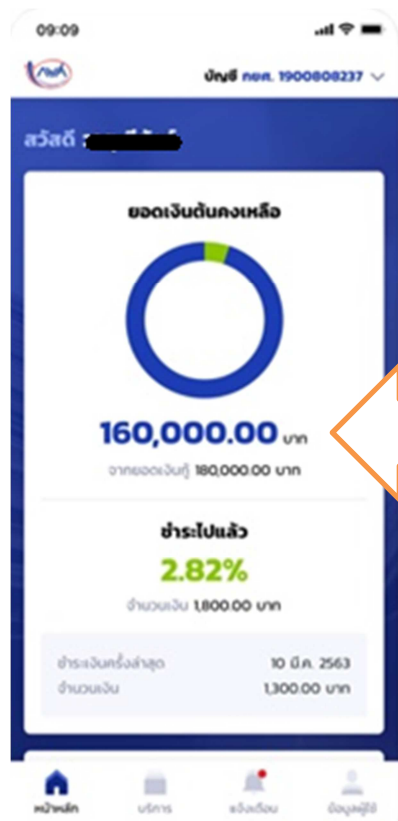 09:09
กยศ
บัญชี กยศ. 1900808237
สวัสดี
ยอดเงินต้นคงเหลือ
160,000.00 บาท
จากยอดเงินกู้ 180,000.00 บาท
ชำระไปแล้ว
2.82%
จำนวนเงิน 1,800.00 บาท
ชำระเงินครั้งล่าสุด 10 มี.ค. 2563
จำนวนเงิน 1,300.00 บาท
หน้าหลัก บริการ แจ้งเตือน ข้อมูลผู้ใช้